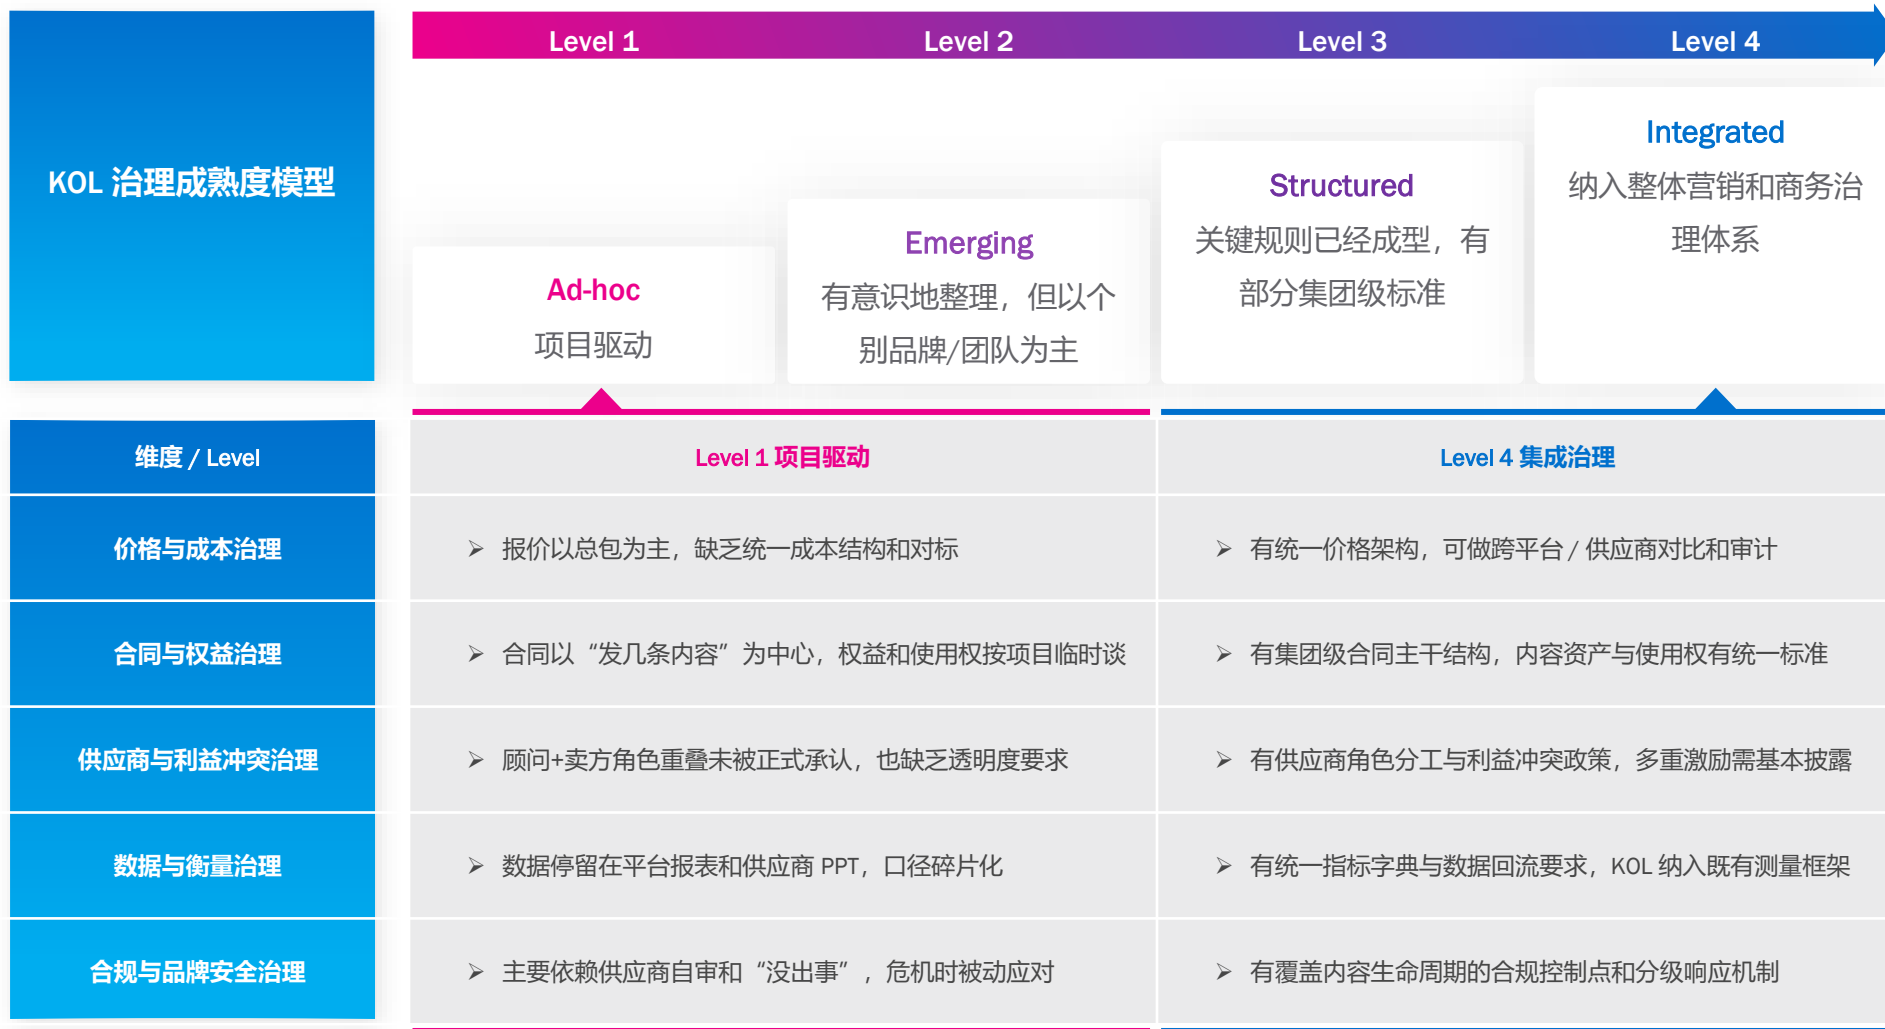 KOL 治理成熟度模型
Level 1
Level 2
Level 3
Level 4
Ad-hoc
项目驱动
Emerging
有意识地整理，但以个
别品牌/团队为主
Structured
关键规则已经成型，有
部分集团级标准
Integrated
纳入整体营销和商务治
理体系
维度 / Level
Level 1 项目驱动
Level 4 集成治理
价格与成本治理
➢ 报价以总包为主，缺乏统一成本结构和对标
➢ 有统一价格架构，可做跨平台 / 供应商对比和审计
合同与权益治理
➢ 合同以“发几条内容”为中心，权益和使用权按项目临时谈
➢ 有集团级合同主干结构，内容资产与使用权有统一标准
供应商与利益冲突治理
➢ 顾问+卖方角色重叠未被正式承认，也缺乏透明度要求
➢ 有供应商角色分工与利益冲突政策，多重激励需基本披露
数据与衡量治理
➢ 数据停留在平台报表和供应商 PPT，口径碎片化
➢ 有统一指标字典与数据回流要求，KOL 纳入既有测量框架
合规与品牌安全治理
➢ 主要依赖供应商自审和“没出事”，危机时被动应对
➢ 有覆盖内容生命周期的合规控制点和分级响应机制